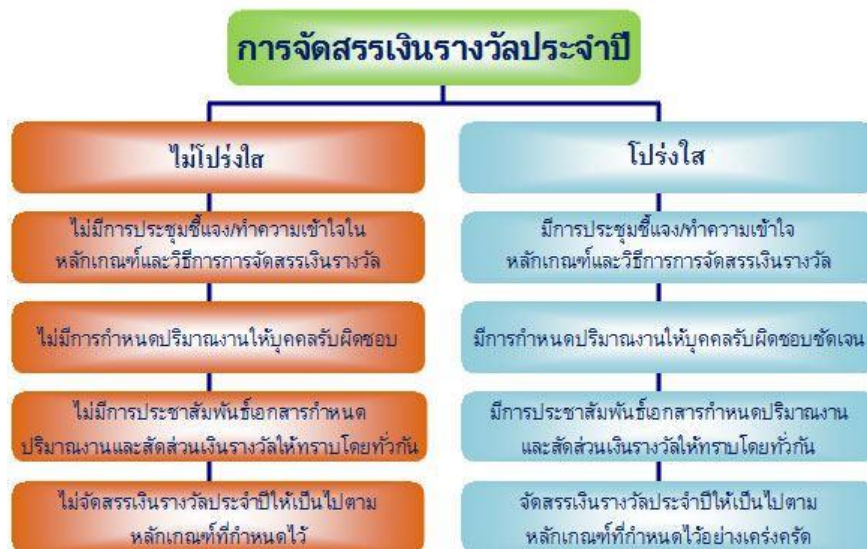 การจัดสรรเงินรางวัลประจำปี
ไม่โปร่งใส
ไม่มีการประชุมชี้แจง/ทำความเข้าใจใน
หลักเกณฑ์และวิธีการการจัดสรรเงินรางวัล
ไม่มีการกำหนดปริมาณงานให้บุคคลรับผิดชอบ
ไม่มีการประชาสัมพันธ์เอกสารกำหนด
ปริมาณงานและสัดส่วนเงินรางวัลให้ทราบโดยทั่วกัน
ไม่จัดสรรเงินรางวัลประจำปีให้เป็นไปตาม
หลักเกณฑ์ที่กำหนดไว้
โปร่งใส
มีการประชุมชี้แจง/ทำความเข้าใจ
หลักเกณฑ์และวิธีการการจัดสรรเงินรางวัล
มีการกำหนดปริมาณงานให้บุคคลรับผิดชอบชัดเจน
มีการประชาสัมพันธ์เอกสารกำหนดปริมาณงาน
และสัดส่วนเงินรางวัลให้ทราบโดยทั่วกัน
จัดสรรเงินรางวัลประจำปีให้เป็นไปตาม
หลักเกณฑ์ที่กำหนดไว้อย่างเคร่งครัด